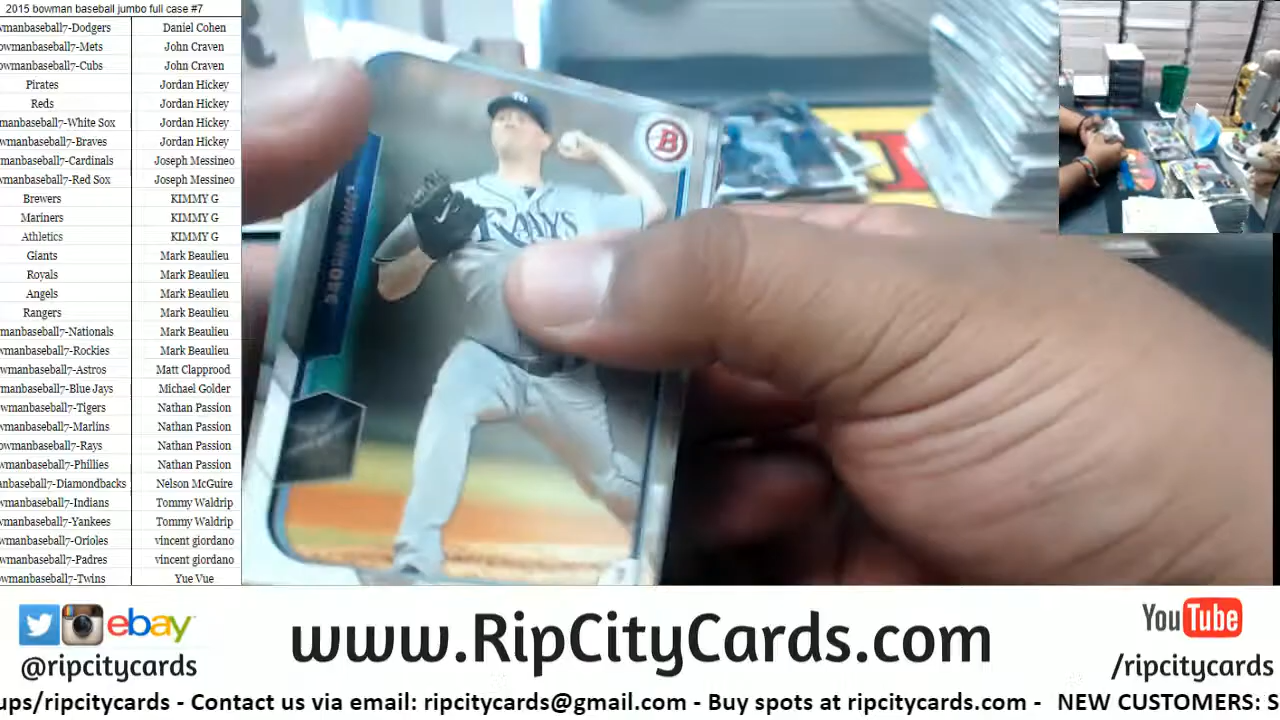 2015 bowman baseball jumbo full case #7
wmanbaseball7-Dodgers Daniel Cohen
owmanbaseball7-Mets John Craven
owmanbaseball7-Cubs John Craven
Pirates Jordan Hickey
Reds Jordan Hickey
manbaseball7-White Sox Jordan Hickey
wmanbaseball7-Braves Jordan Hickey
manbaseball7-Cardinals Joseph Messineo
manbaseball7-Red Sox Joseph Messineo
Brewers KIMMY G
Mariners KIMMY G
Athletics KIMMY G
Giants Mark Beaulieu
Royals Mark Beaulieu
Angels Mark Beaulieu
Rangers Mark Beaulieu
manbaseball7-Nationals Mark Beaulieu
wmanbaseball7-Rockies Mark Beaulieu
wmanbaseball7-Astros Matt Clapprood
manbaseball7-Blue Jays Michael Golder
wmanbaseball7-Tigers Nathan Passion
wmanbaseball7-Marlins Nathan Passion
owmanbaseball7-Rays Nathan Passion
wmanbaseball7-Phillies Nathan Passion
anbaseball7-Diamondbacks Nelson McGuire
manbaseball7-Indians Tommy Waldrip
wmanbaseball7-Yankees Tommy Waldrip
wmanbaseball7-Orioles vincent giordano
wmanbaseball7-Padres vincent giordano
owmanbaseball7-Twins Yue Vue
B
RAYS
ebay
@ripcitycards
www.RipCityCards.com
YouTube
/ripcitycards
ups/ripcitycards - Contact us via email: ripcitycards@gmail.com - Buy spots at ripcitycards.com - NEW CUSTOMERS: S